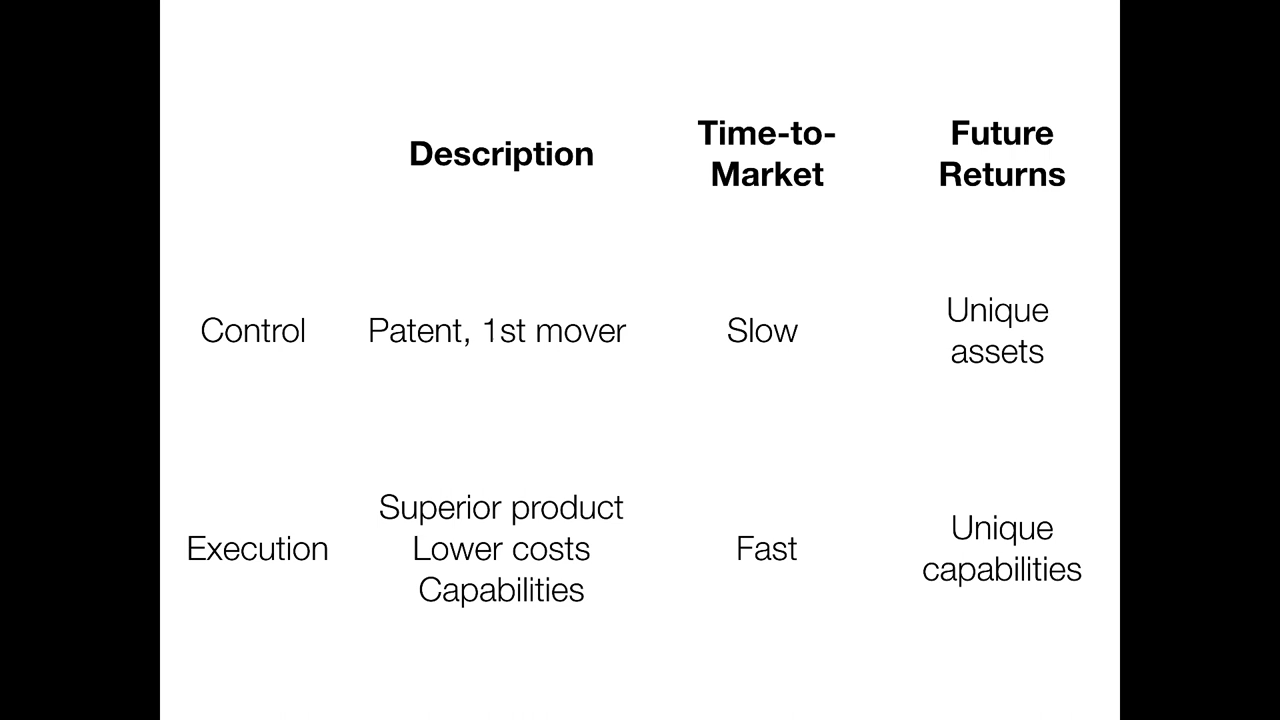 Description
Time-to-
Market
Future
Returns
Control
Patent, 1st mover
Slow
Unique
assets
Execution
Superior product
Lower costs
Capabilities
Fast
Unique
capabilities